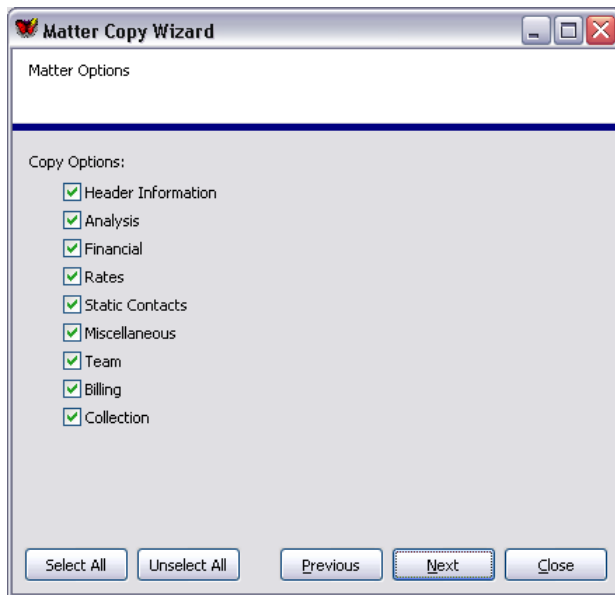 Matter Copy Wizard
Matter Options
Copy Options:
Header Information
Analysis
Financial
Rates
Static Contacts
Miscellaneous
Team
Billing
Collection
Select All Unselect All Previous Next Close